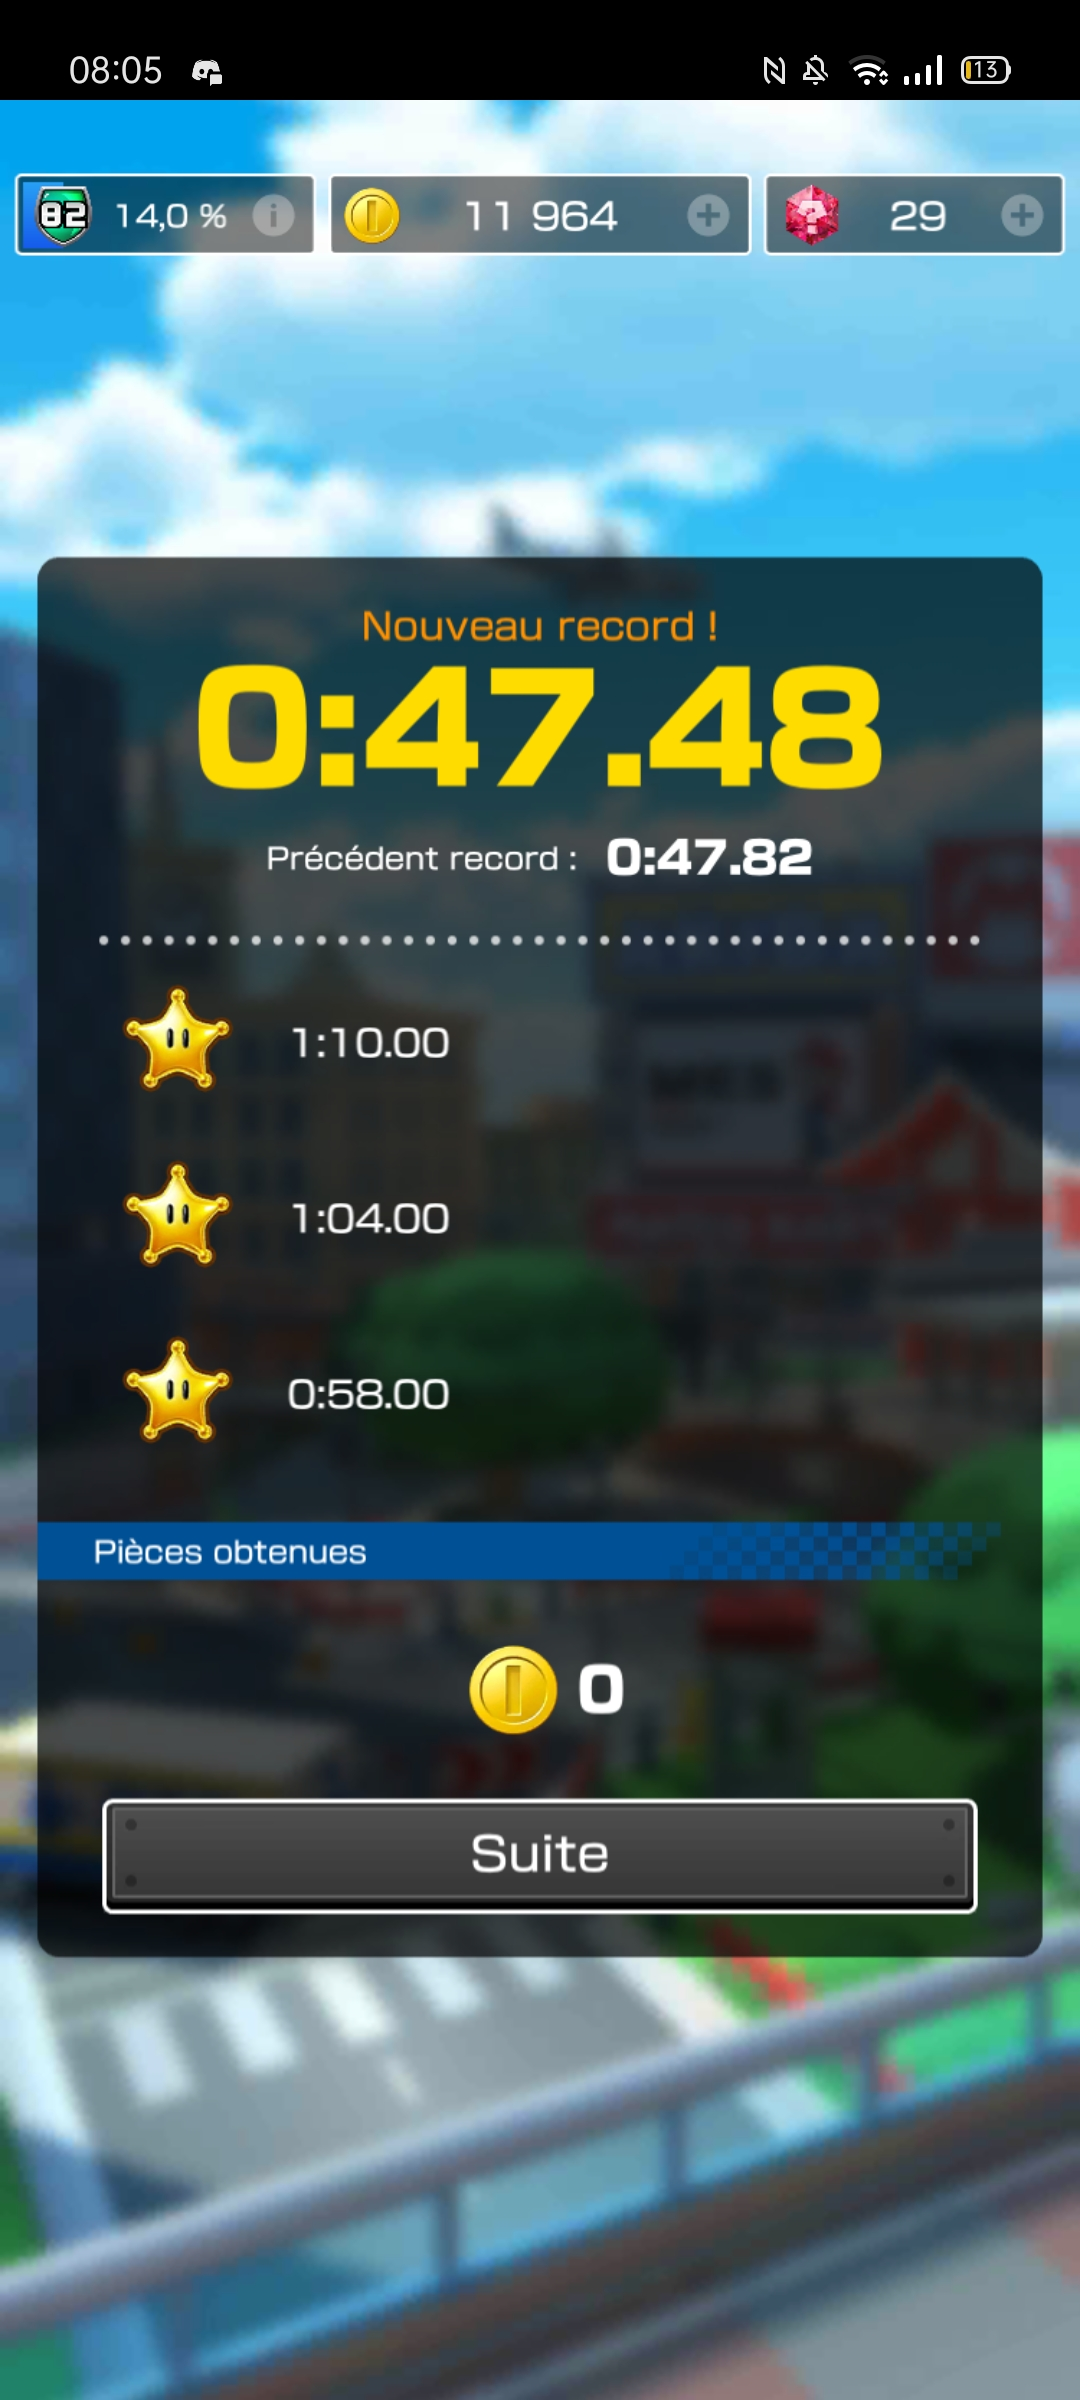 08:05 13
82 14,0 % i 11 964 + 29 +
Nouveau record !
0:47.48
Précédent record : 0:47.82
1:10.00
1:04.00
0:58.00
Pièces obtenues
0
Suite